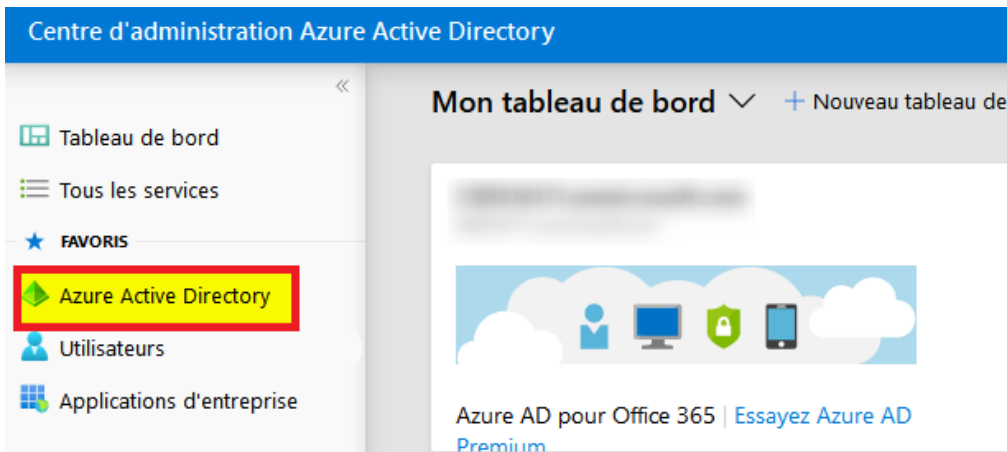 Centre d'administration Azure Active Directory
«
Tableau de bord
Tous les services
FAVORIS
Azure Active Directory
Utilisateurs
Applications d'entreprise
Mon tableau de bord
+ Nouveau tableau de
Azure AD pour Office 365 | Essayez Azure AD
Premium